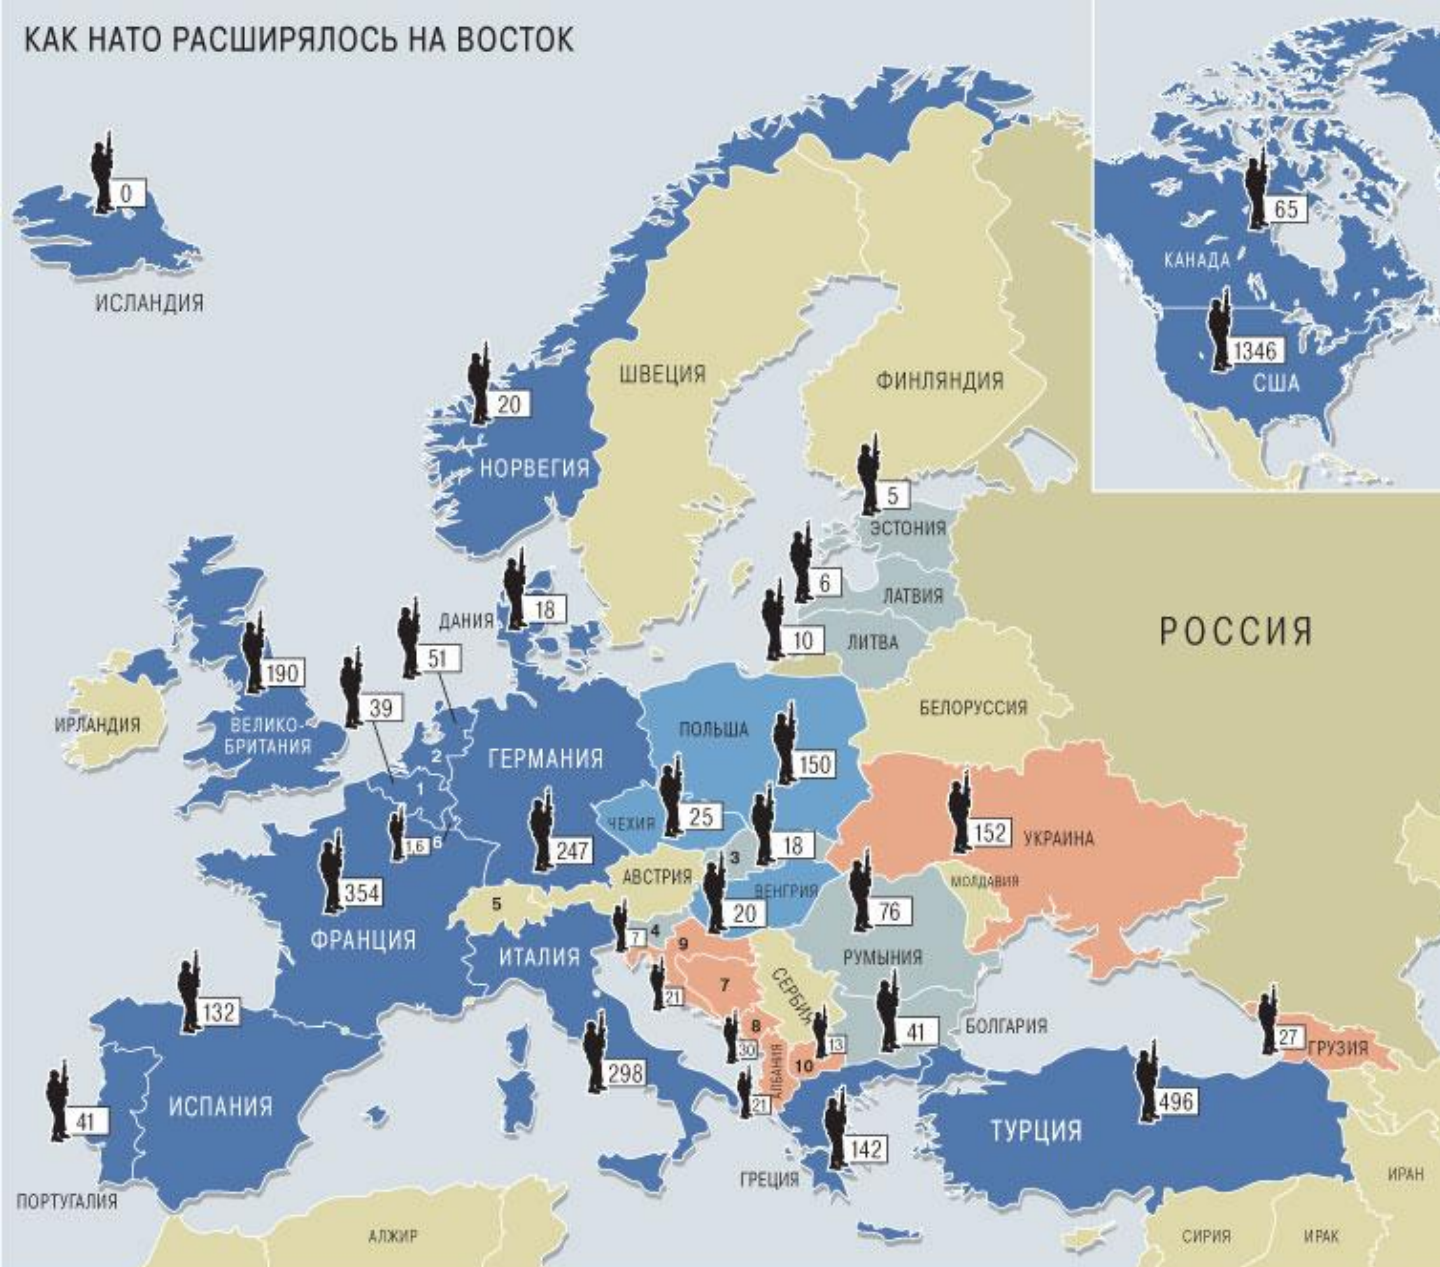 КАК НАТО РАСШИРЯЛОСЬ НА ВОСТОК
0
ИСЛАНДИЯ
65
КАНАДА
1346
США
20
НОРВЕГИЯ
ШВЕЦИЯ
ФИНЛЯНДИЯ
5
ЭСТОНИЯ
6
ЛАТВИЯ
10
ЛИТВА
РОССИЯ
18
ДАНИЯ
51
190
39
ИРЛАНДИЯ
ВЕЛИКО-
БРИТАНИЯ
БЕЛОРУССИЯ
ПОЛЬША
150
ГЕРМАНИЯ
2
1
247
ЧЕХИЯ
25
18
3
152
УКРАИНА
1,6
6
354
ФРАНЦИЯ
АВСТРИЯ
ВЕНГРИЯ
20
МОЛДАВИЯ
76
РУМЫНИЯ
5
7
4
9
ИТАЛИЯ
21
7
СЕРБИЯ
132
8
30
13
41
БОЛГАРИЯ
27
ГРУЗИЯ
298
АЛБАНИЯ
10
21
41
ИСПАНИЯ
ПОРТУГАЛИЯ
142
ГРЕЦИЯ
496
ТУРЦИЯ
ИРАН
АЛЖИР
СИРИЯ
ИРАК